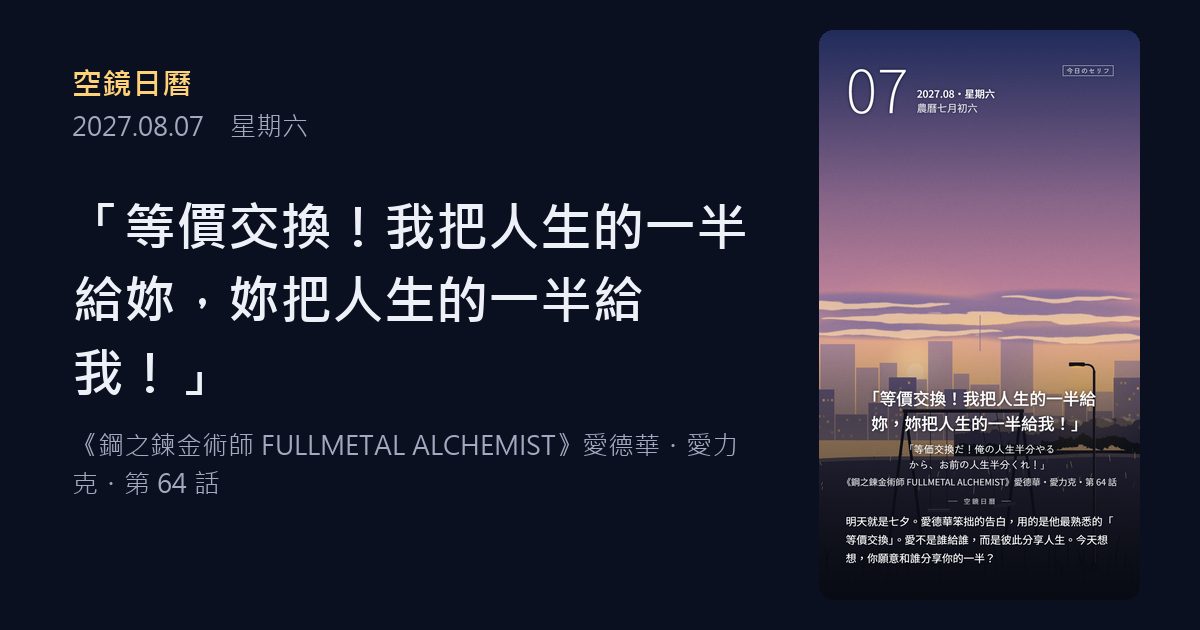 空鏡日曆
2027.08.07 星期六
「等價交換！我把人生的一半
給妳，妳把人生的一半給
我！」
《鋼之鍊金術師 FULLMETAL ALCHEMIST》愛德華．愛力
克．第 64 話
07
2027.08・星期六
農曆七月初六
今日のセリフ
「等價交換！我把人生的一半給
妳，妳把人生的一半給我！」
「等価交換だ！俺の人生半分やる
から、お前の人生半分くれ！」
《鋼之鍊金術師 FULLMETAL ALCHEMIST》愛德華・愛力克・第 64 話
— 空鏡日曆 —
明天就是七夕。愛德華笨拙的告白，用的是他最熟悉的「
等價交換」。愛不是誰給誰，而是彼此分享人生。今天想
想，你願意和誰分享你的一半？